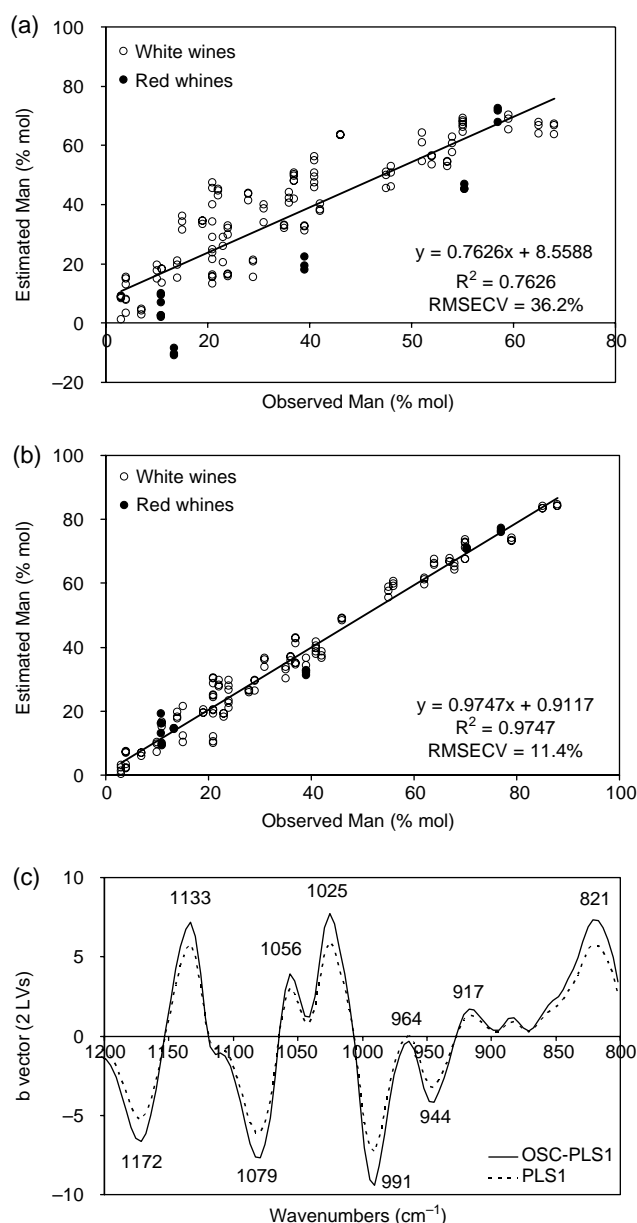 (a)
100
80
60
40
20
0
–20
Estimated Man (% mol)
White wines
Red whines
y = 0.7626x + 8.5588
R² = 0.7626
RMSECV = 36.2%
20 40 60 80
Observed Man (% mol)
(b)
100
80
60
40
20
0
Estimated Man (% mol)
White wines
Red whines
y = 0.9747x + 0.9117
R² = 0.9747
RMSECV = 11.4%
0 20 40 60 80 100
Observed Man (% mol)
(c)
10
5
0
–5
–10
b vector (2 LVs)
1133
1056
1025
964
917
821
1200 1150 1100 1050 1000 950 900 850 800
1172
1079
991
944
OSC-PLS1
PLS1
Wavenumbers (cm⁻¹)